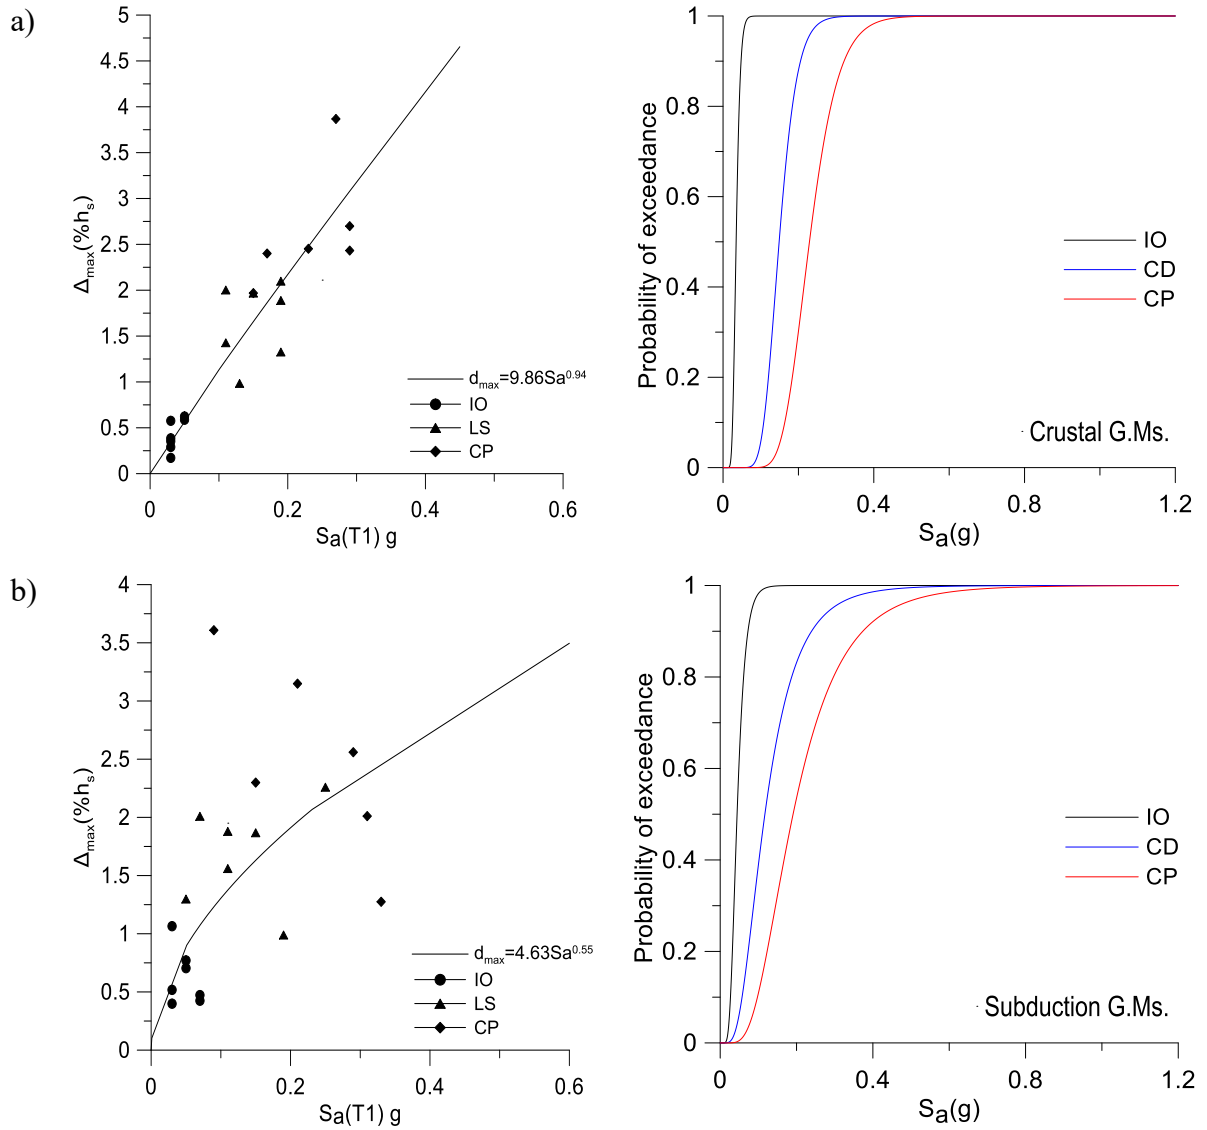 a)
5
4.5
4
3.5
3
2.5
2
1.5
1
0.5
0
Δmax(%hs)
0 0.2 0.4 0.6
Sa(T1) g
dmax=9.86Sa^0.94
IO
LS
CP
1
0.8
0.6
0.4
0.2
0
Probability of exceedance
IO
CD
CP
Crustal G.Ms.
0 0.4 0.8 1.2
Sa(g)
b)
4
3.5
3
2.5
2
1.5
1
0.5
0
Δmax(%hs)
0 0.2 0.4 0.6
Sa(T1) g
dmax=4.63Sa^0.55
IO
LS
CP
1
0.8
0.6
0.4
0.2
0
Probability of exceedance
IO
CD
CP
Subduction G.Ms.
0 0.4 0.8 1.2
Sa(g)